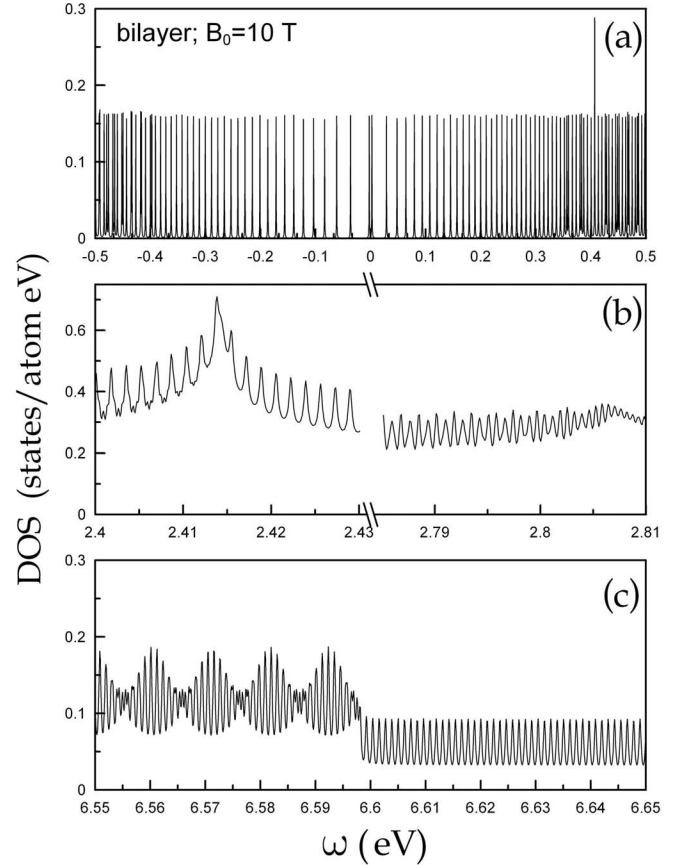 DOS (states/atom eV)
bilayer; B₀=10 T
(a)
0.3
0.2
0.1
0
-0.5 -0.4 -0.3 -0.2 -0.1 0 0.1 0.2 0.3 0.4 0.5
(b)
0.6
0.4
0.2
0
2.4 2.41 2.42 2.43 2.79 2.8 2.81
(c)
0.3
0.2
0.1
0
6.55 6.56 6.57 6.58 6.59 6.6 6.61 6.62 6.63 6.64 6.65
ω (eV)